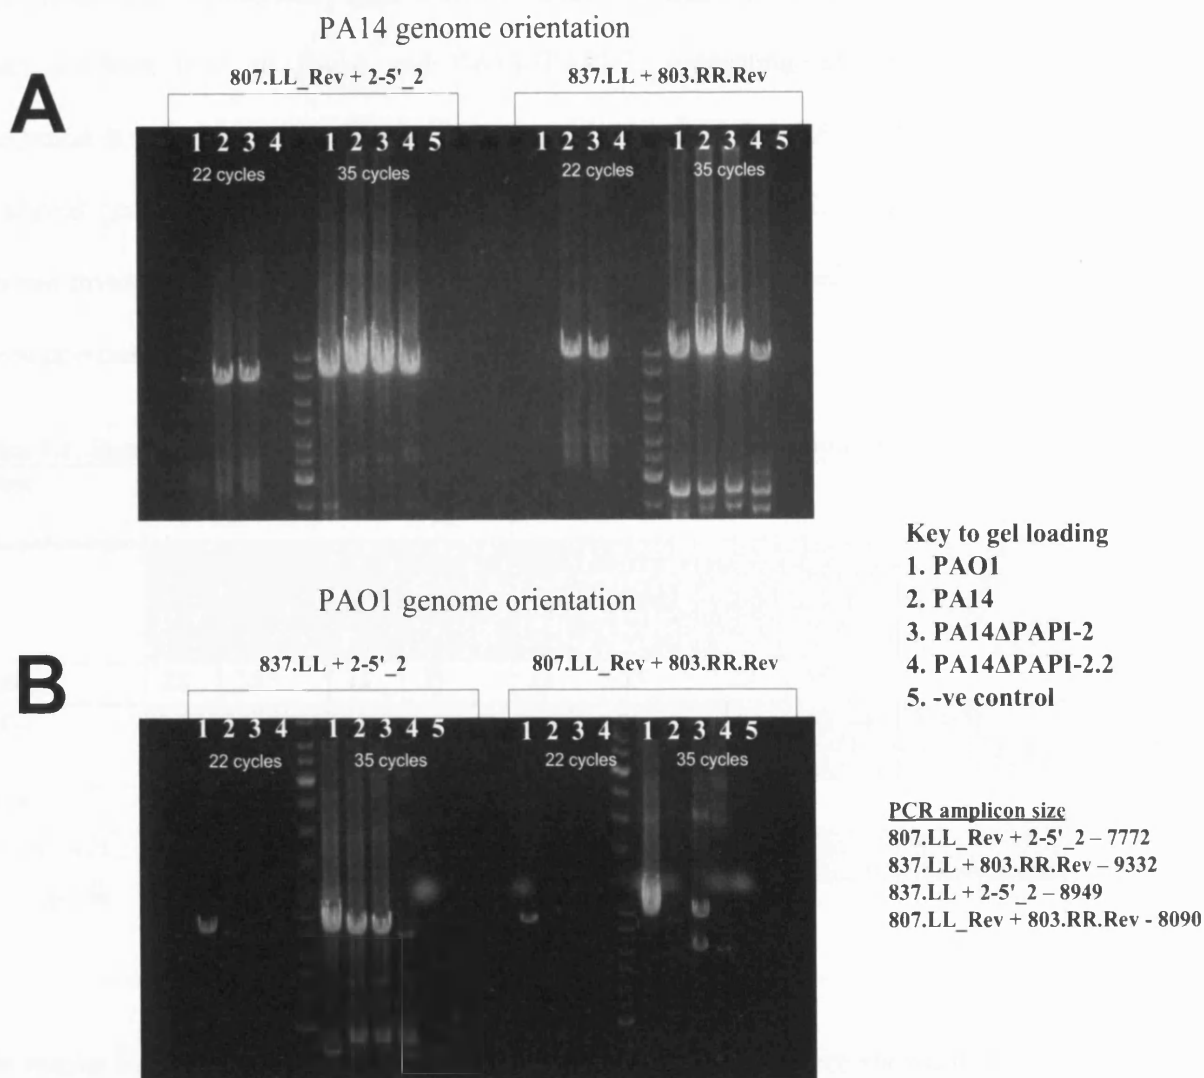 PA14 genome orientation
A
807.LL_Rev + 2-5'_2
837.LL + 803.RR.Rev
1 2 3 4 1 2 3 4 5 1 2 3 4 1 2 3 4 5
22 cycles 35 cycles 22 cycles 35 cycles
Key to gel loading
1. PAO1
2. PA14
3. PA14ΔPAPI-2
4. PA14ΔPAPI-2.2
5. -ve control
PAO1 genome orientation
B
837.LL + 2-5'_2
807.LL_Rev + 803.RR.Rev
1 2 3 4 1 2 3 4 5 1 2 3 4 1 2 3 4 5
22 cycles 35 cycles 22 cycles 35 cycles
PCR amplicon size
807.LL_Rev + 2-5'_2 – 7772
837.LL + 803.RR.Rev – 9332
837.LL + 2-5'_2 – 8949
807.LL_Rev + 803.RR.Rev - 8090